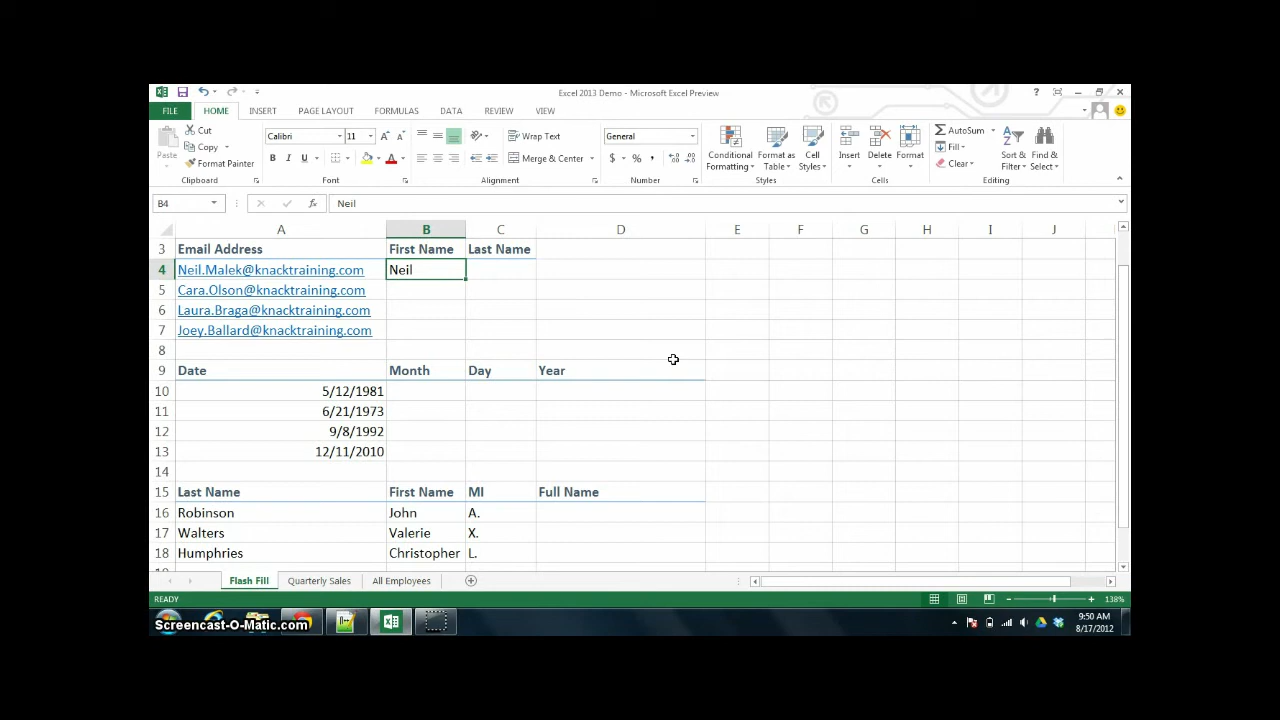 Excel 2013 Demo - Microsoft Excel Preview
FILE HOME INSERT PAGE LAYOUT FORMULAS DATA REVIEW VIEW
Cut
Copy
Format Painter
Paste
Clipboard
Calibri 11
B I U
Font
Wrap Text
Merge & Center
Alignment
General
$ % ,
Number
Conditional Formatting
Format as Table
Cell Styles
Styles
Insert Delete Format
Cells
AutoSum
Fill
Clear
Sort & Filter
Find & Select
Editing
B4 fx Neil
A B C D E F G H I J
3 Email Address First Name Last Name
4 Neil.Malek@knacktraining.com Neil
5 Cara.Olson@knacktraining.com
6 Laura.Braga@knacktraining.com
7 Joey.Ballard@knacktraining.com
8
9 Date Month Day Year
10 5/12/1981
11 6/21/1973
12 9/8/1992
13 12/11/2010
14
15 Last Name First Name MI Full Name
16 Robinson John A.
17 Walters Valerie X.
18 Humphries Christopher L.
Flash Fill Quarterly Sales All Employees
READY 138%
Screencast-O-Matic.com
9:50 AM
8/17/2012